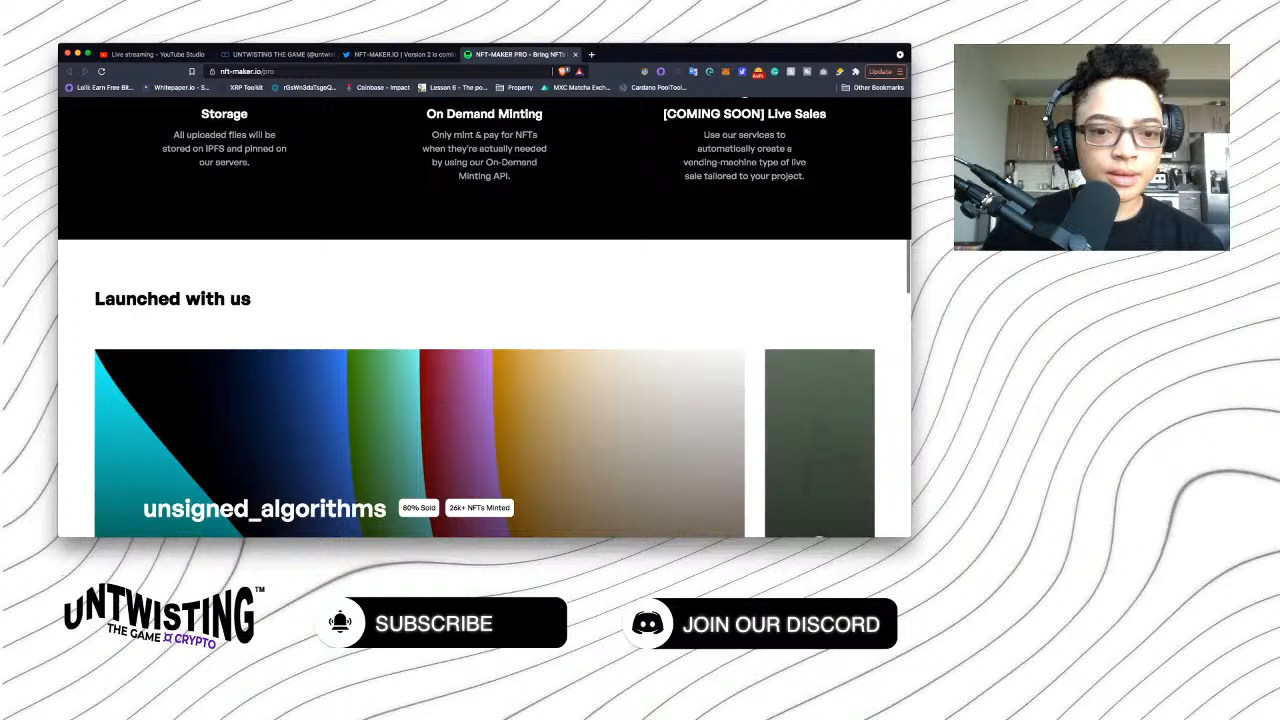 Live streaming - YouTube Studio
UNTWISTING THE GAME (@untwis
NFT-MAKER.IO | Version 2 is comi
NFT-MAKER PRO - Bring NFTs
nft-maker.io/pro
Update
Lolli: Earn Free Bit...
Whitepaper.io - S...
XRP Toolkit
rGsWn3daTsgoQ...
Coinbase - Impact
Lesson 6 - The po...
Property
MXC Matcha Exch...
Cardano PoolTool...
Other Bookmarks
Storage
All uploaded files will be
stored on IPFS and pinned on
our servers.
On Demand Minting
Only mint & pay for NFTs
when they're actually needed
by using our On-Demand
Minting API.
[COMING SOON] Live Sales
Use our services to
automatically create a
vending-machine type of live
sale tailored to your project.
Launched with us
unsigned_algorithms
80% Sold
26k+ NFTs Minted
UNTWISTING™
THE GAME CRYPTO
SUBSCRIBE
JOIN OUR DISCORD